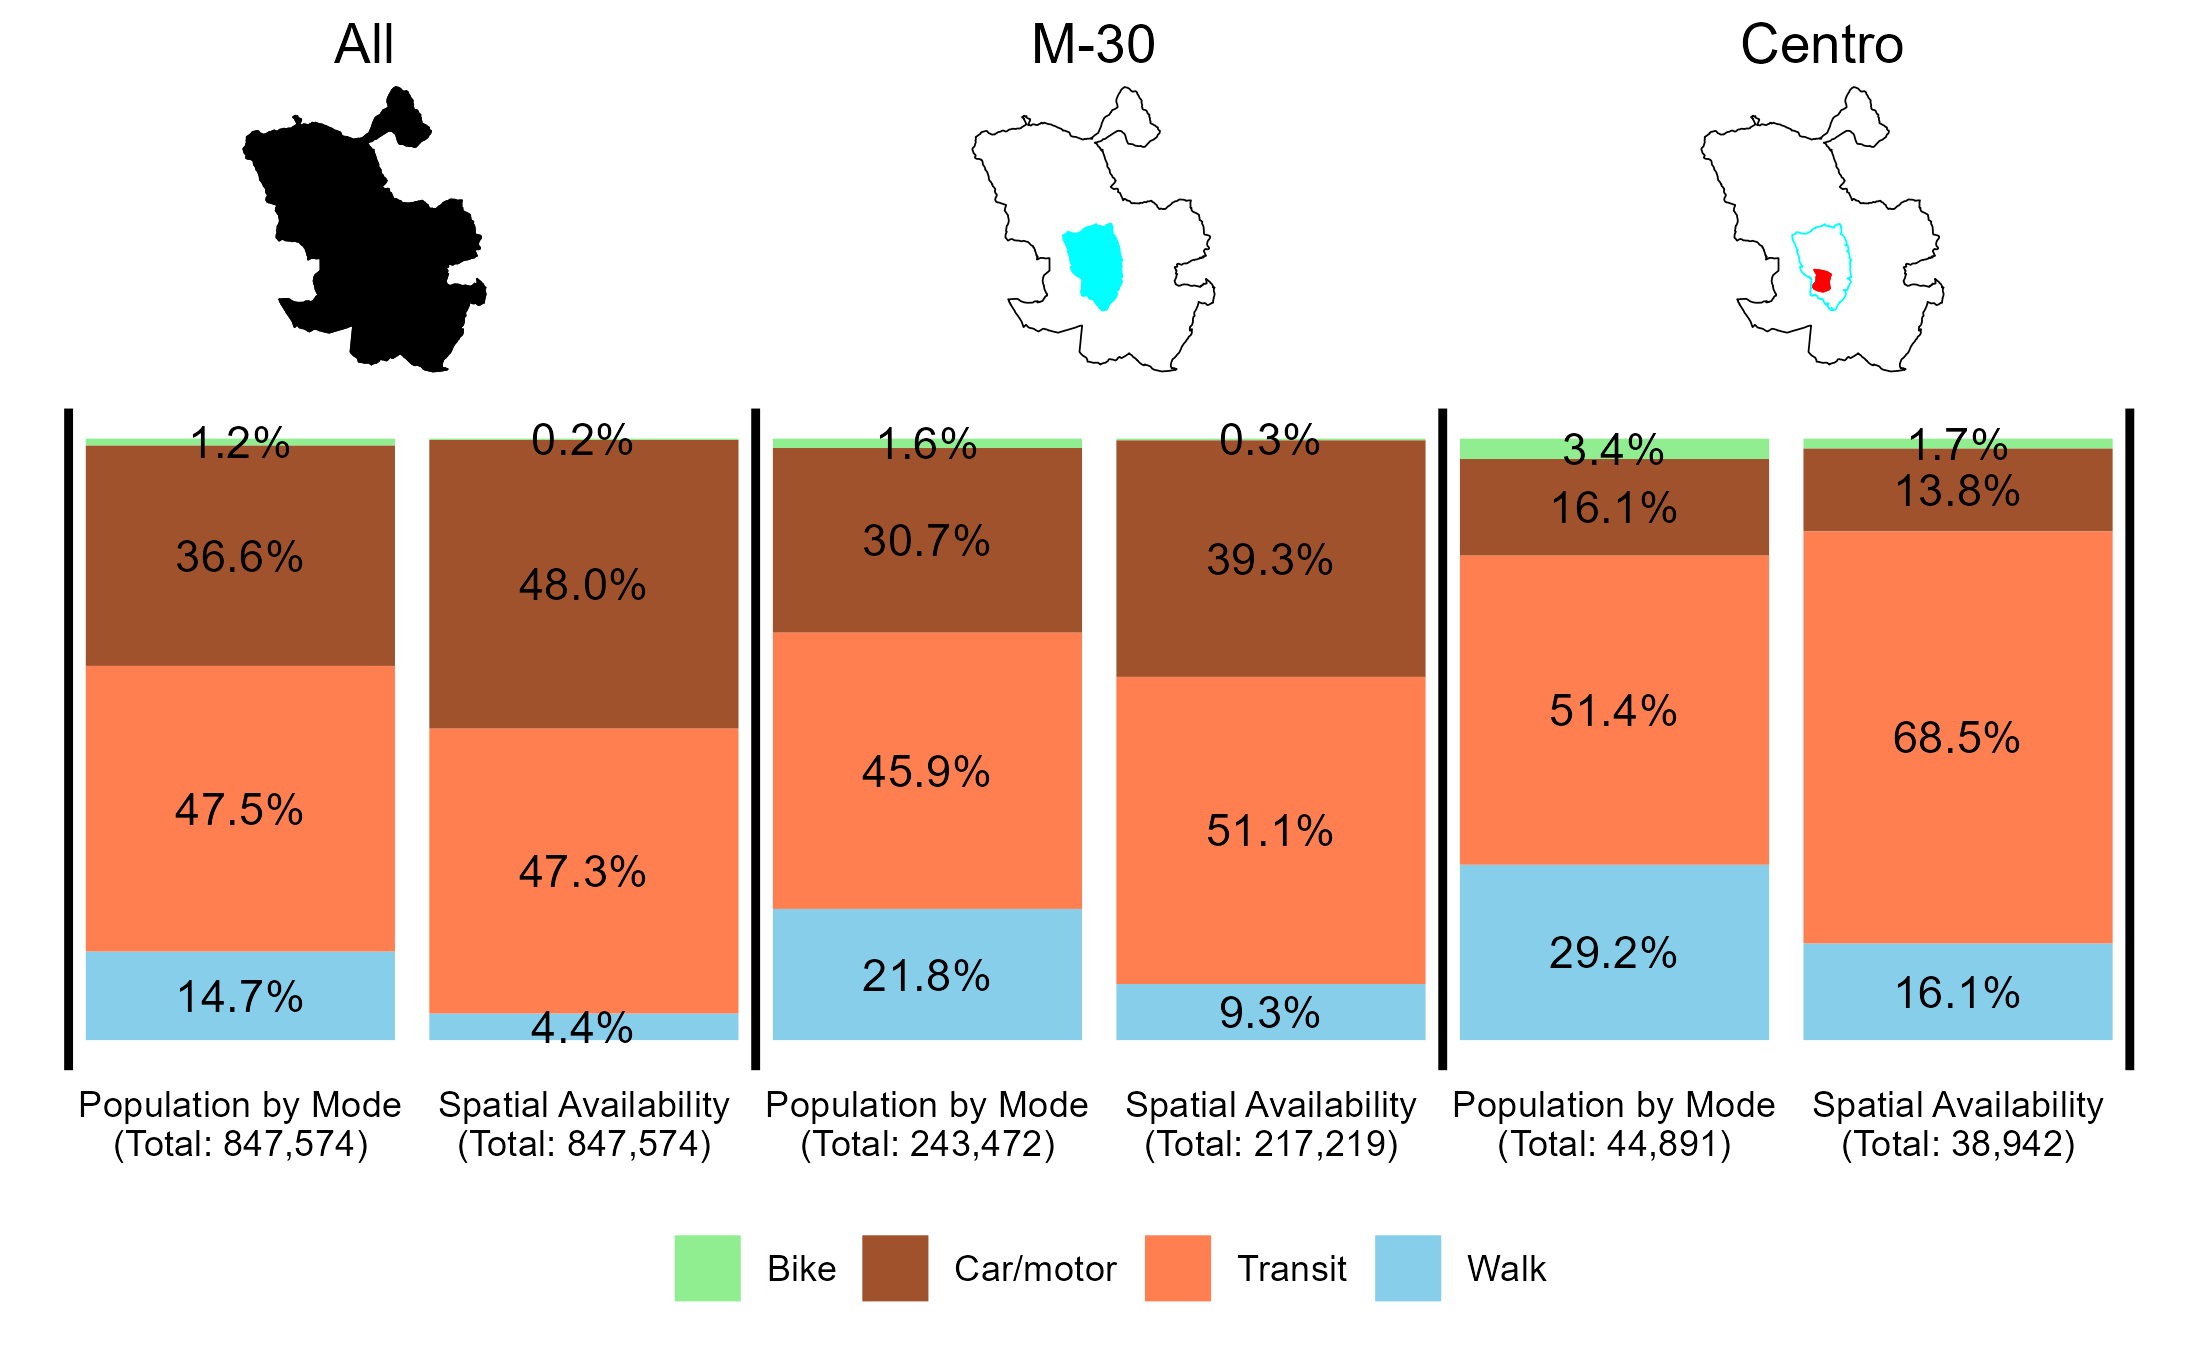 All
M-30
Centro
1.2%
0.2%
1.6%
0.3%
3.4%
1.7%
36.6%
48.0%
30.7%
39.3%
16.1%
13.8%
47.5%
47.3%
45.9%
51.1%
51.4%
68.5%
14.7%
4.4%
21.8%
9.3%
29.2%
16.1%
Population by Mode
(Total: 847,574)
Spatial Availability
(Total: 847,574)
Population by Mode
(Total: 243,472)
Spatial Availability
(Total: 217,219)
Population by Mode
(Total: 44,891)
Spatial Availability
(Total: 38,942)
Bike
Car/motor
Transit
Walk